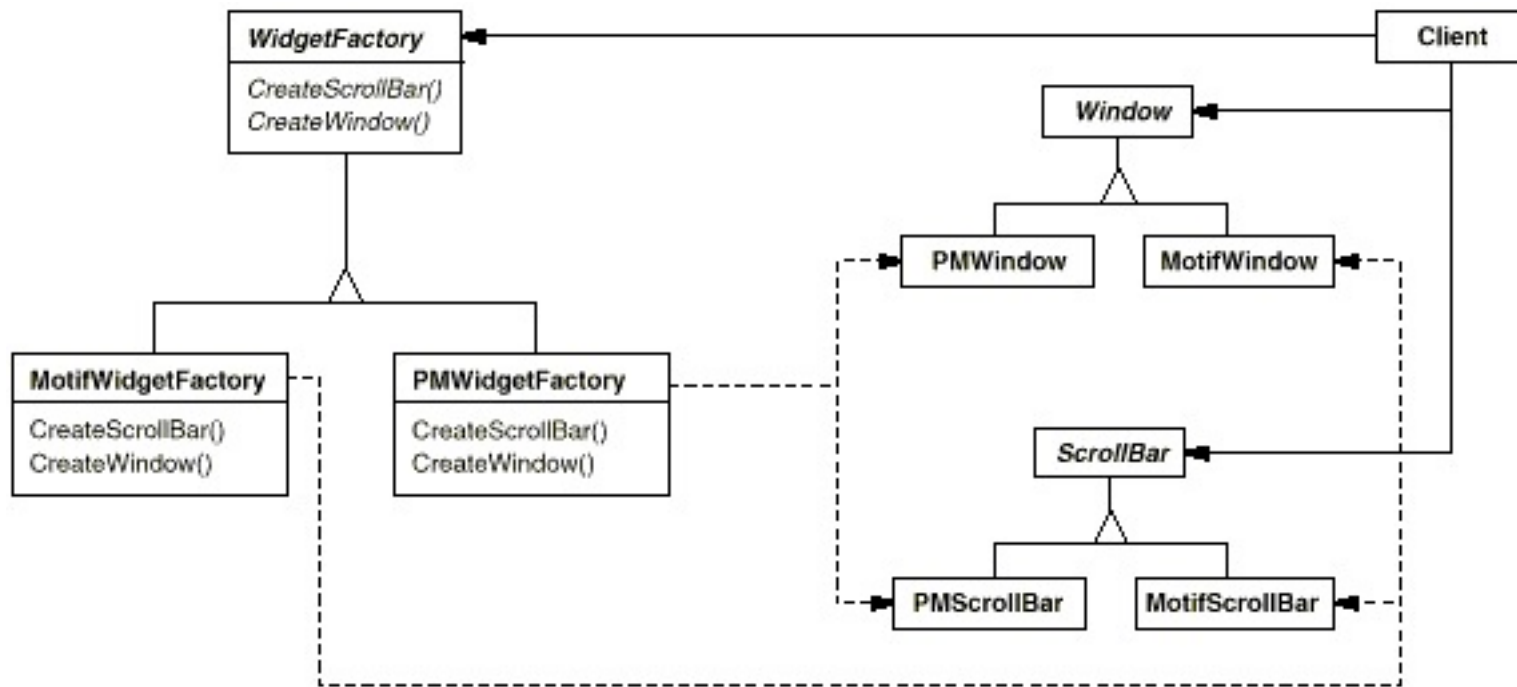 WidgetFactory
CreateScrollBar()
CreateWindow()
Client
Window
PMWindow
MotifWindow
MotifWidgetFactory
CreateScrollBar()
CreateWindow()
PMWidgetFactory
CreateScrollBar()
CreateWindow()
ScrollBar
PMScrollBar
MotifScrollBar